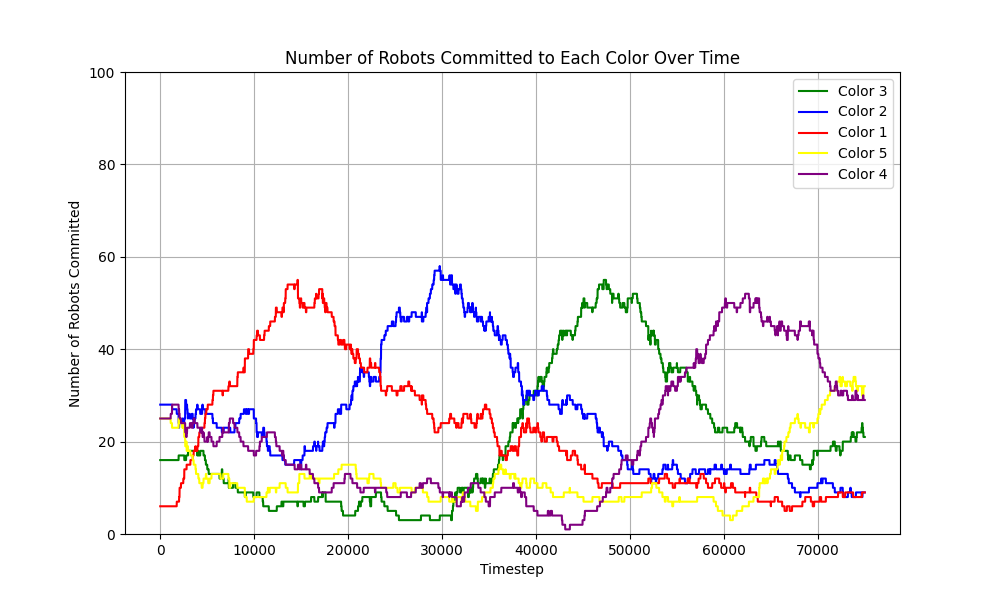 Number of Robots Committed to Each Color Over Time
Number of Robots Committed
100
80
60
40
20
0
Color 3
Color 2
Color 1
Color 5
Color 4
0 10000 20000 30000 40000 50000 60000 70000
Timestep